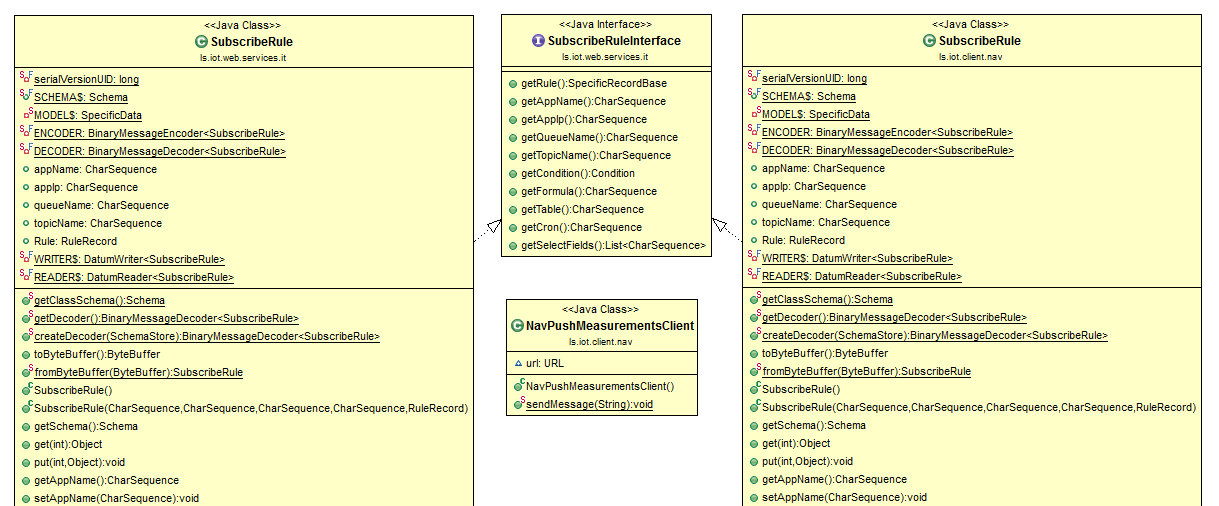 <<Java Class>>
SubscribeRule
ls.iot.web.services.it
serialVersionUID: long
SCHEMA$: Schema
MODEL$: SpecificData
ENCODER: BinaryMessageEncoder<SubscribeRule>
DECODER: BinaryMessageDecoder<SubscribeRule>
appName: CharSequence
appIp: CharSequence
queueName: CharSequence
topicName: CharSequence
Rule: RuleRecord
WRITER$: DatumWriter<SubscribeRule>
READER$: DatumReader<SubscribeRule>
getClassSchema():Schema
getDecoder():BinaryMessageDecoder<SubscribeRule>
createDecoder(SchemaStore):BinaryMessageDecoder<SubscribeRule>
toByteBuffer():ByteBuffer
fromByteBuffer(ByteBuffer):SubscribeRule
SubscribeRule()
SubscribeRule(CharSequence,CharSequence,CharSequence,CharSequence,RuleRecord)
getSchema():Schema
get(int):Object
put(int,Object):void
getAppName():CharSequence
setAppName(CharSequence):void
<<Java Interface>>
SubscribeRuleInterface
ls.iot.web.services.it
getRule():SpecificRecordBase
getAppName():CharSequence
getAppIp():CharSequence
getQueueName():CharSequence
getTopicName():CharSequence
getCondition():Condition
getFormula():CharSequence
getTable():CharSequence
getCron():CharSequence
getSelectFields():List<CharSequence>
<<Java Class>>
NavPushMeasurementsClient
ls.iot.client.nav
url: URL
NavPushMeasurementsClient()
sendMessage(String):void
<<Java Class>>
SubscribeRule
ls.iot.client.nav
serialVersionUID: long
SCHEMA$: Schema
MODEL$: SpecificData
ENCODER: BinaryMessageEncoder<SubscribeRule>
DECODER: BinaryMessageDecoder<SubscribeRule>
appName: CharSequence
appIp: CharSequence
queueName: CharSequence
topicName: CharSequence
Rule: RuleRecord
WRITER$: DatumWriter<SubscribeRule>
READER$: DatumReader<SubscribeRule>
getClassSchema():Schema
getDecoder():BinaryMessageDecoder<SubscribeRule>
createDecoder(SchemaStore):BinaryMessageDecoder<SubscribeRule>
toByteBuffer():ByteBuffer
fromByteBuffer(ByteBuffer):SubscribeRule
SubscribeRule()
SubscribeRule(CharSequence,CharSequence,CharSequence,CharSequence,RuleRecord)
getSchema():Schema
get(int):Object
put(int,Object):void
getAppName():CharSequence
setAppName(CharSequence):void